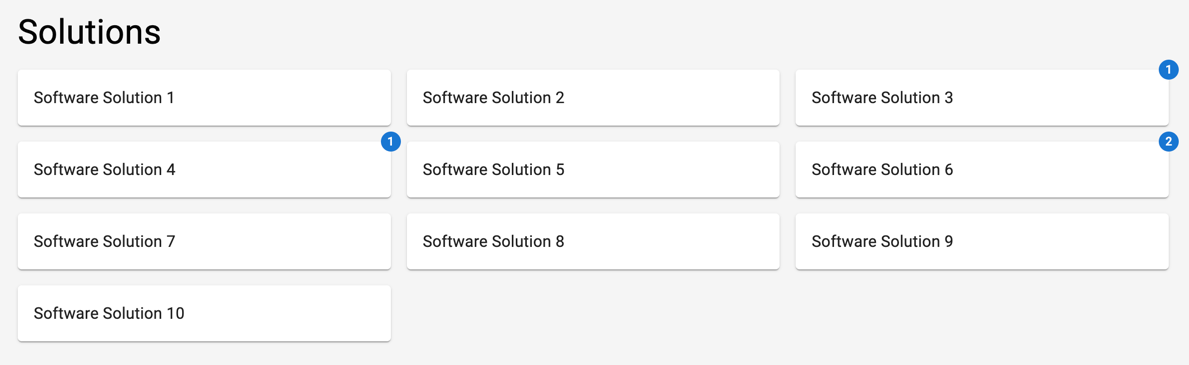 Solutions
Software Solution 1
Software Solution 2
1
Software Solution 3
1
Software Solution 4
Software Solution 5
2
Software Solution 6
Software Solution 7
Software Solution 8
Software Solution 9
Software Solution 10